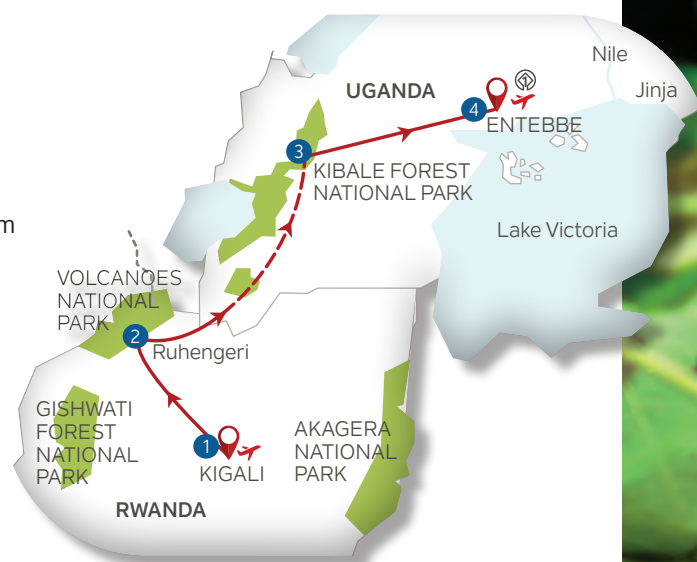 Nile
Jinja
UGANDA
1
4
ENTEBBE
3
KIBALE FOREST
NATIONAL PARK
m
Lake Victoria
VOLCANOES
NATIONAL
PARK
2
Ruhengeri
GISHWATI
FOREST
NATIONAL
PARK
AKAGERA
NATIONAL
PARK
1
KIGALI
RWANDA